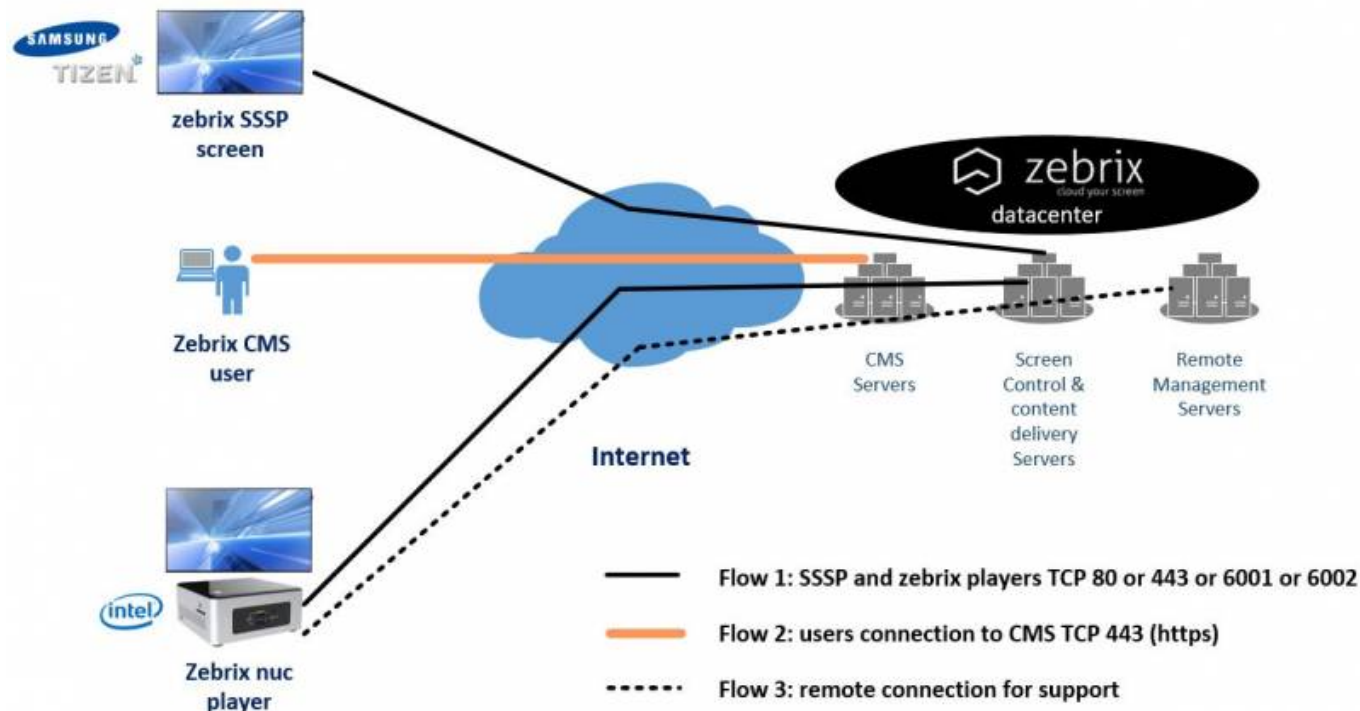 SAMSUNG
TIZEN
zebrix SSSP
screen
zebrix
cloud your screen
datacenter
Zebrix CMS
user
CMS
Servers
Screen
Control &
content
delivery
Servers
Remote
Management
Servers
Internet
intel
Zebrix nuc
player
Flow 1: SSSP and zebrix players TCP 80 or 443 or 6001 or 6002
Flow 2: users connection to CMS TCP 443 (https)
Flow 3: remote connection for support